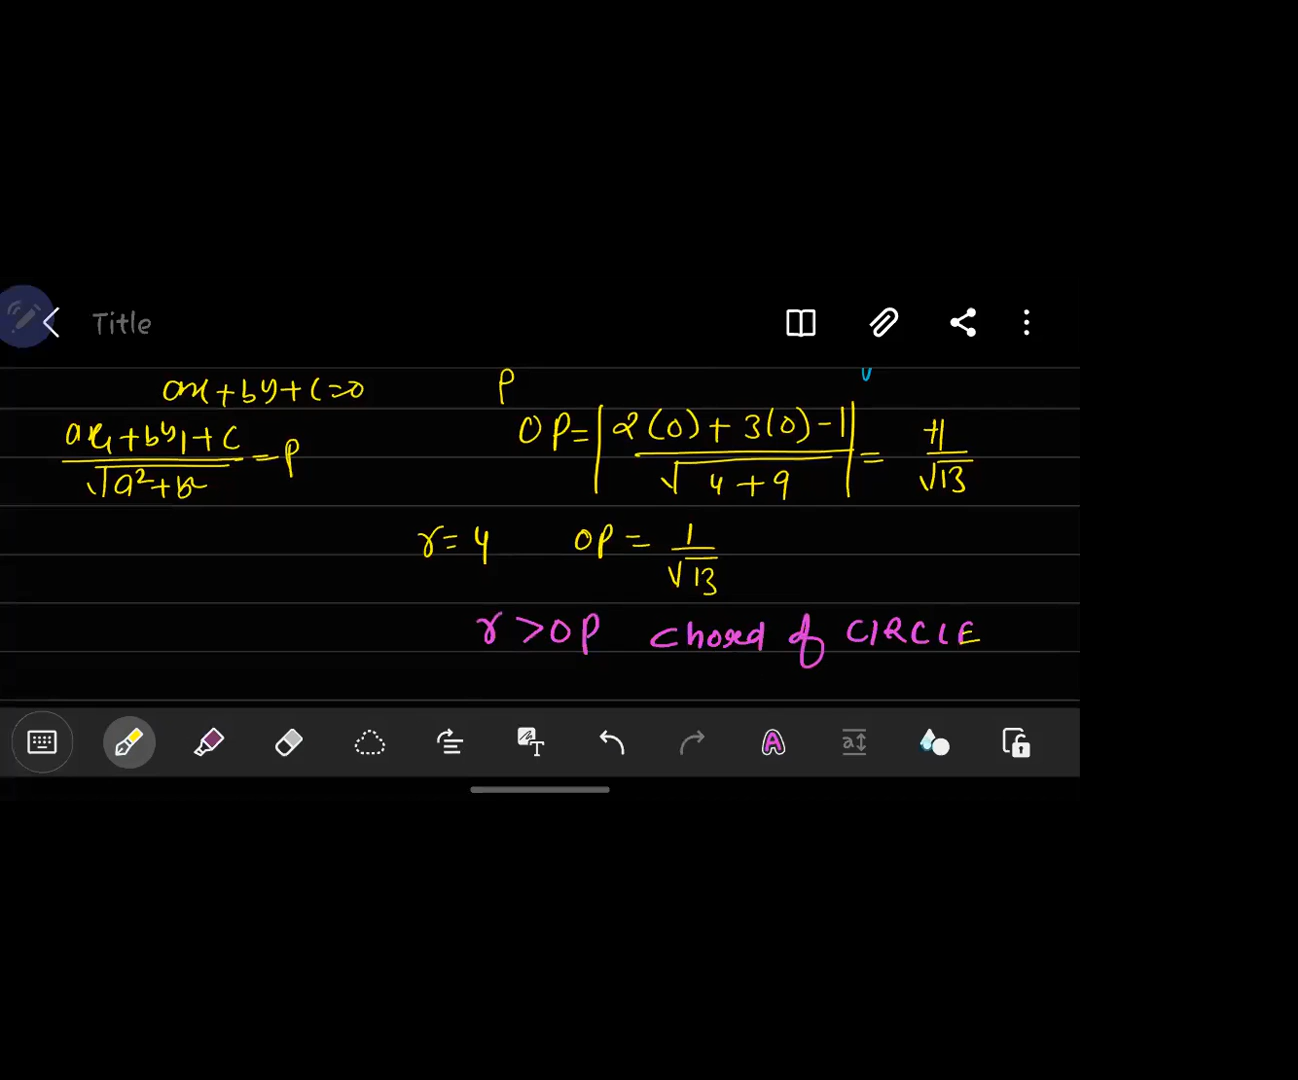 Title
ax+by+c=0
P
ax₁+by₁+c / √a²+b² = P
OP= |2(0)+3(0)-1 / √4+9| = +1/√13
r= 4 OP = 1/√13
r >OP chored of CIRCLE